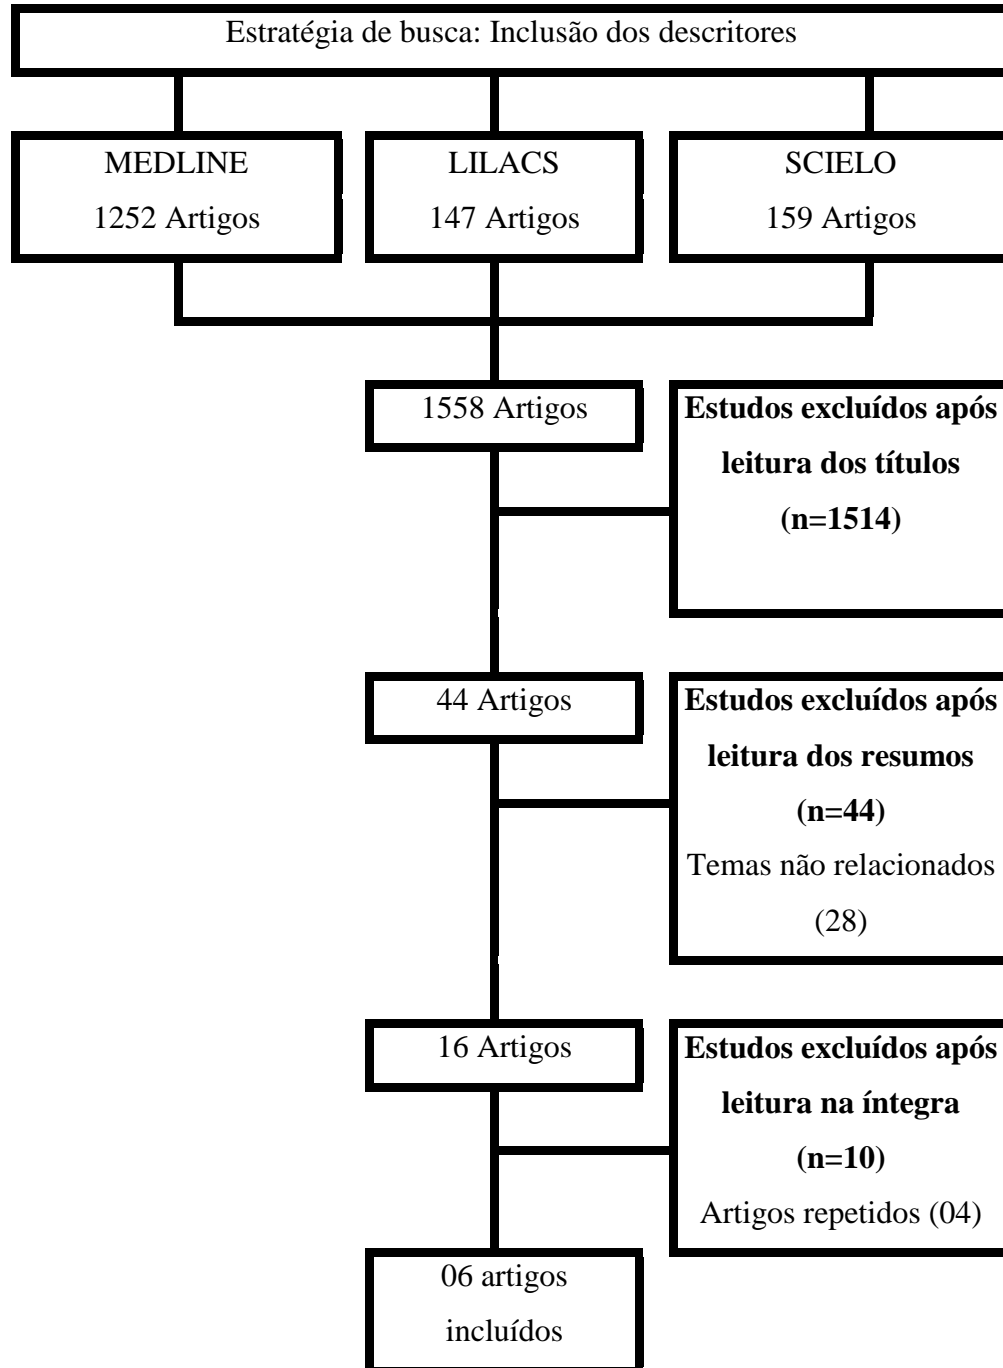 Estratégia de busca: Inclusão dos descritores
MEDLINE
1252 Artigos
LILACS
147 Artigos
SCIELO
159 Artigos
1558 Artigos
Estudos excluídos após
leitura dos títulos
(n=1514)
44 Artigos
Estudos excluídos após
leitura dos resumos
(n=44)
Temas não relacionados
(28)
16 Artigos
Estudos excluídos após
leitura na íntegra
(n=10)
Artigos repetidos (04)
06 artigos
incluídos